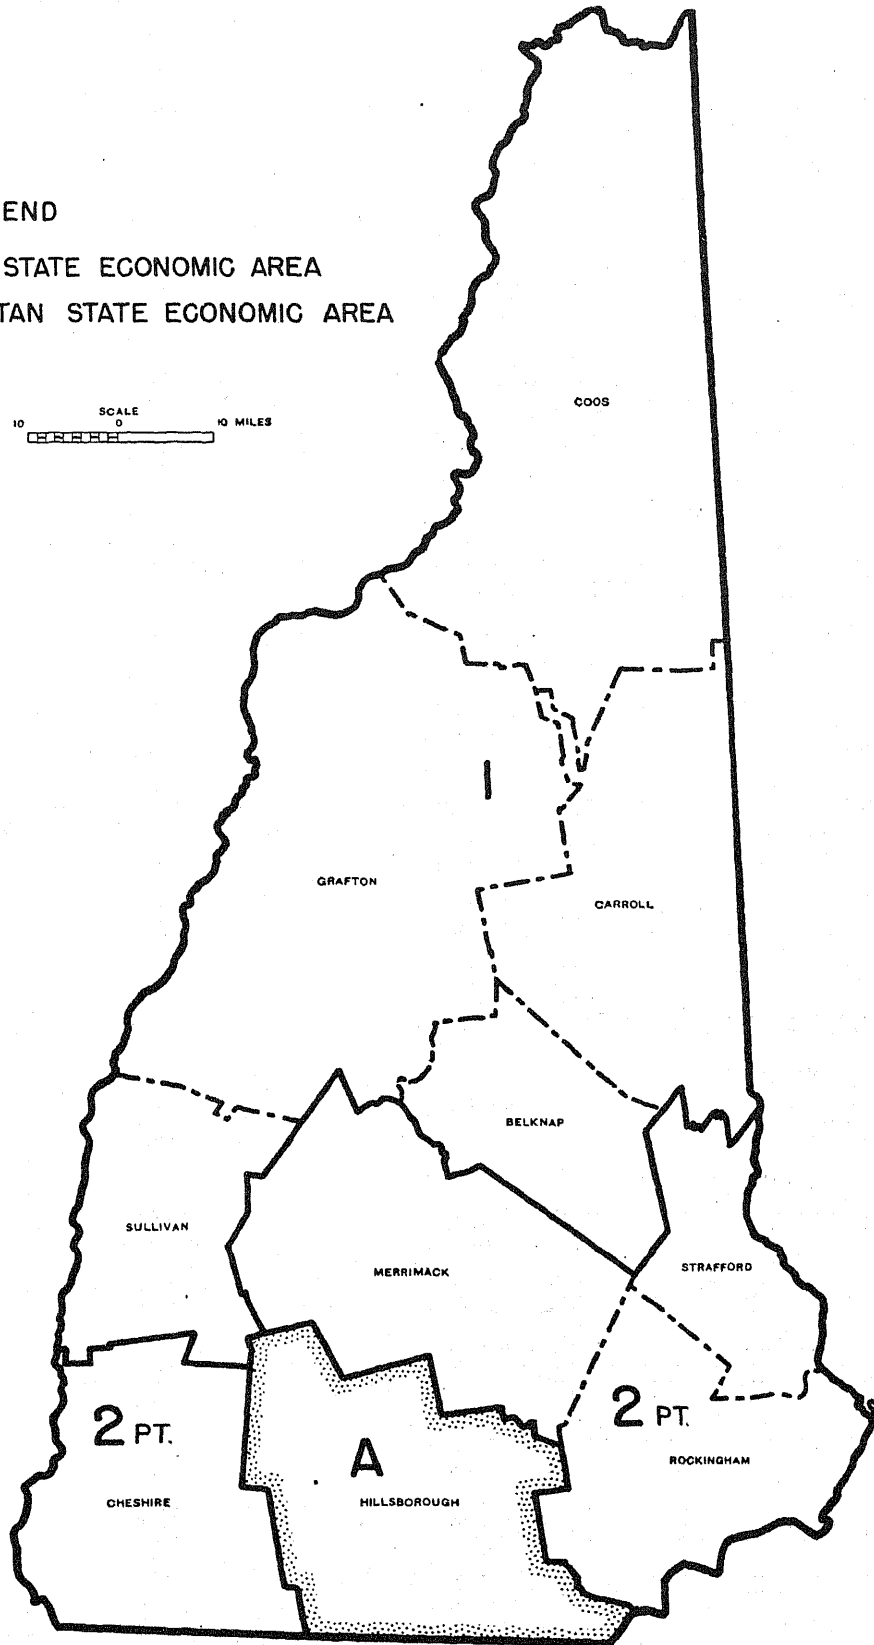 END
STATE ECONOMIC AREA
TAN STATE ECONOMIC AREA
SCALE
10 0 10 MILES
COOS
1
GRAFTON
CARROLL
BELKNAP
SULLIVAN
MERRIMACK
STRAFFORD
2 PT.
2 PT.
A
ROCKINGHAM
CHESHIRE
HILLSBOROUGH